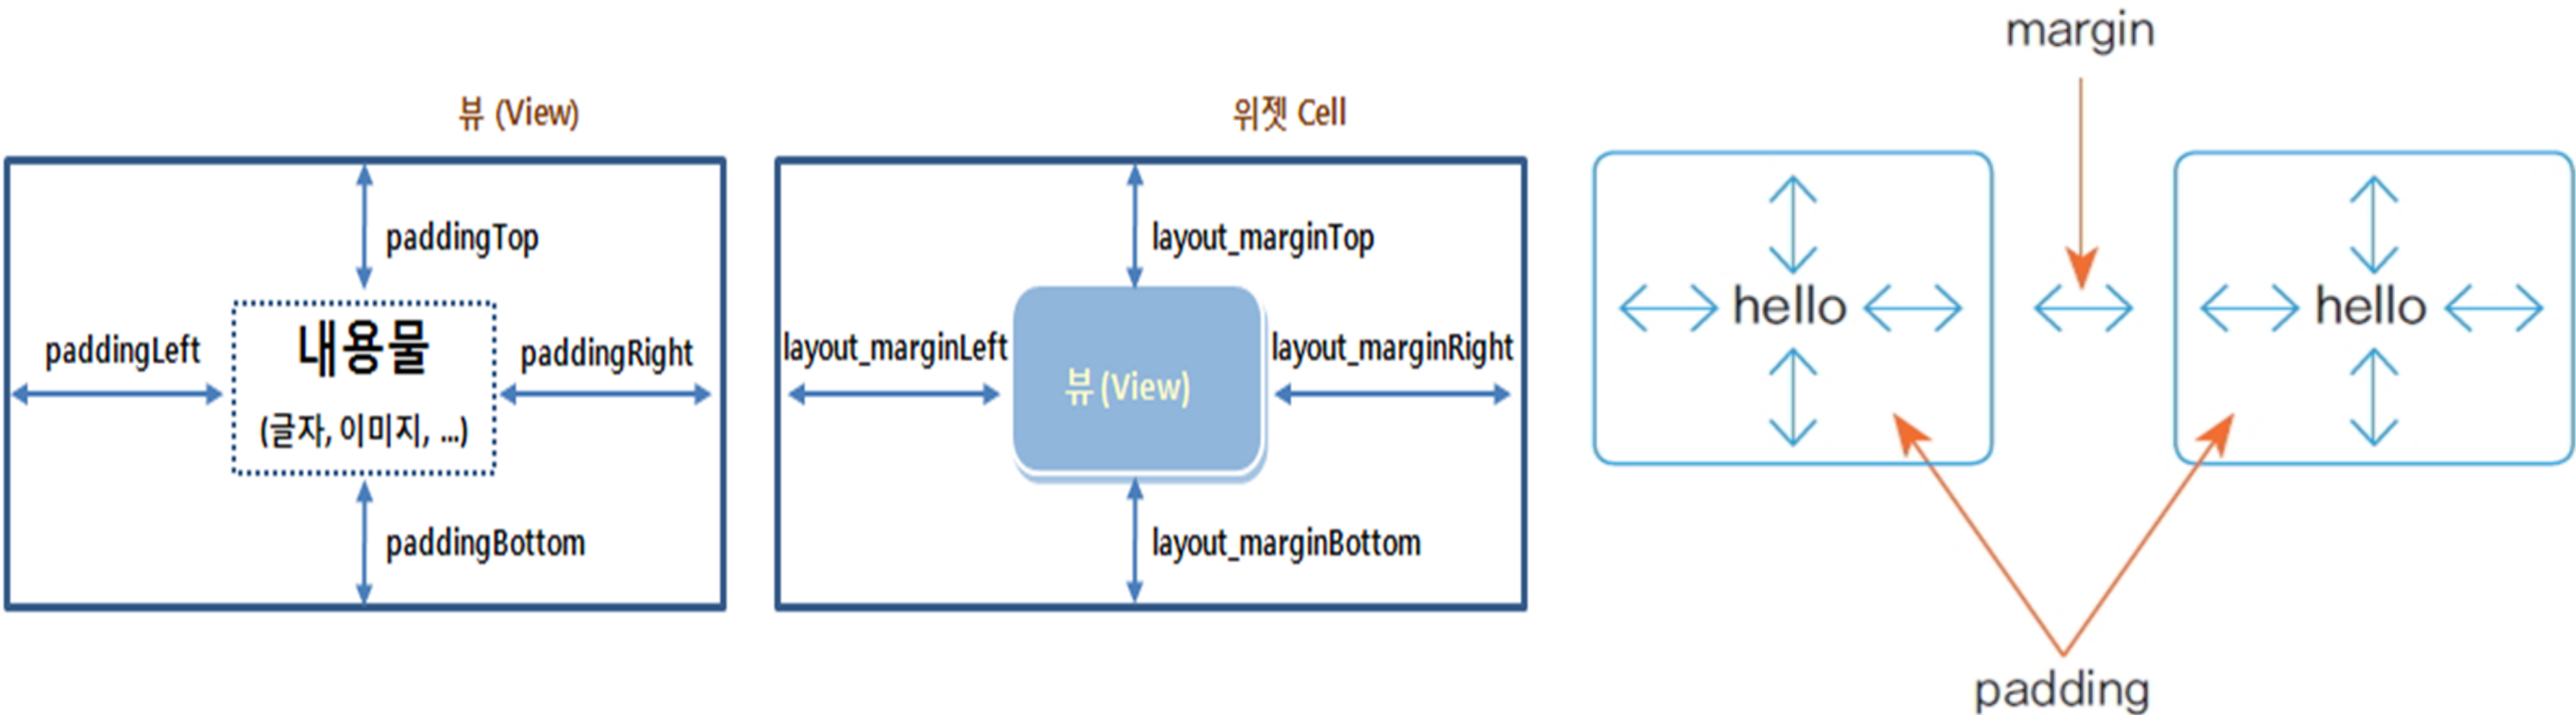 뷰 (View)
paddingTop
paddingLeft
내용물
(글자, 이미지, ...)
paddingRight
paddingBottom
위젯 Cell
layout_marginTop
layout_marginLeft
뷰 (View)
layout_marginRight
layout_marginBottom
margin
hello
hello
padding